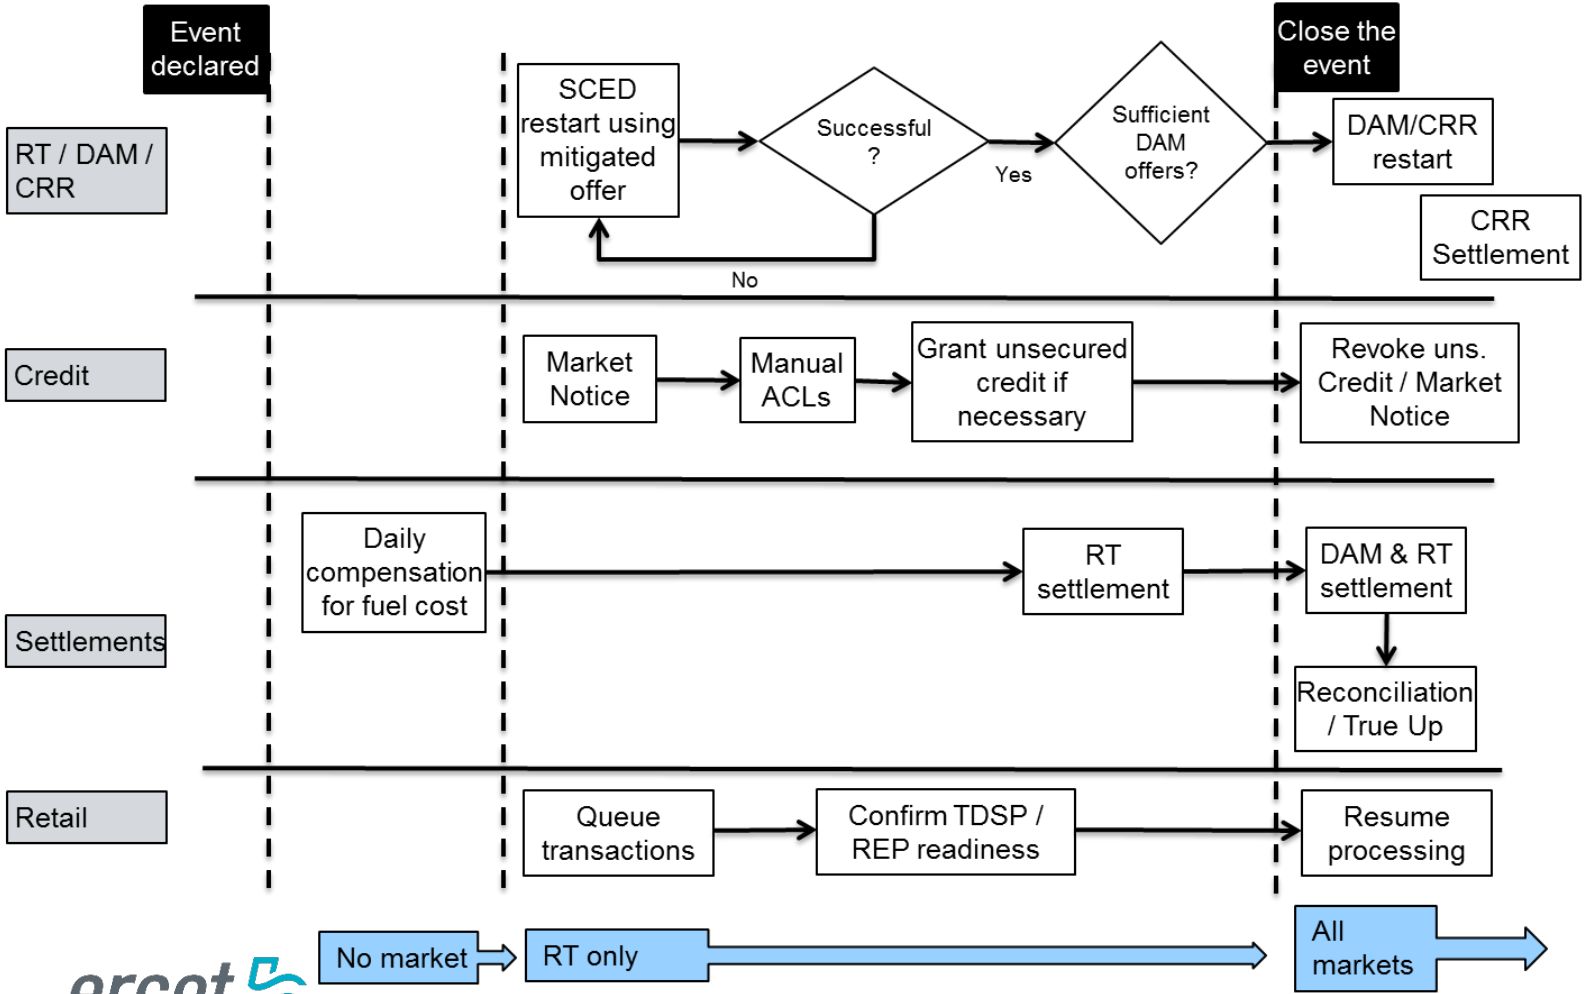 Event
declared
Close the
event
RT / DAM /
CRR
SCED
restart using
mitigated
offer
Successful
?
Yes
No
Sufficient
DAM
offers?
DAM/CRR
restart
CRR
Settlement
Credit
Market
Notice
Manual
ACLs
Grant unsecured
credit if
necessary
Revoke uns.
Credit / Market
Notice
Settlements
Daily
compensation
for fuel cost
RT
settlement
DAM & RT
settlement
Reconciliation
/ True Up
Retail
Queue
transactions
Confirm TDSP /
REP readiness
Resume
processing
No market
RT only
All
markets
ercot